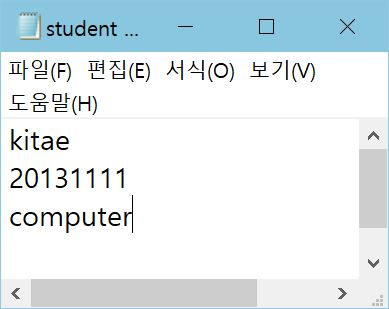 student ...
파일(F) 편집(E) 서식(O) 보기(V)
도움말(H)
kitae
20131111
computer